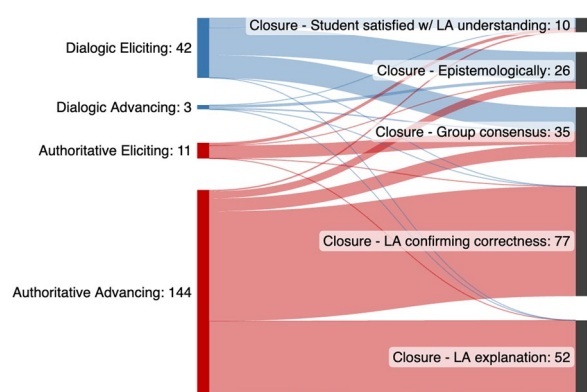 Dialogic Eliciting: 42
Dialogic Advancing: 3
Authoritative Eliciting: 11
Authoritative Advancing: 144
Closure - Student satisfied w/ LA understanding: 10
Closure - Epistemologically: 26
Closure - Group consensus: 35
Closure - LA confirming correctness: 77
Closure - LA explanation: 52